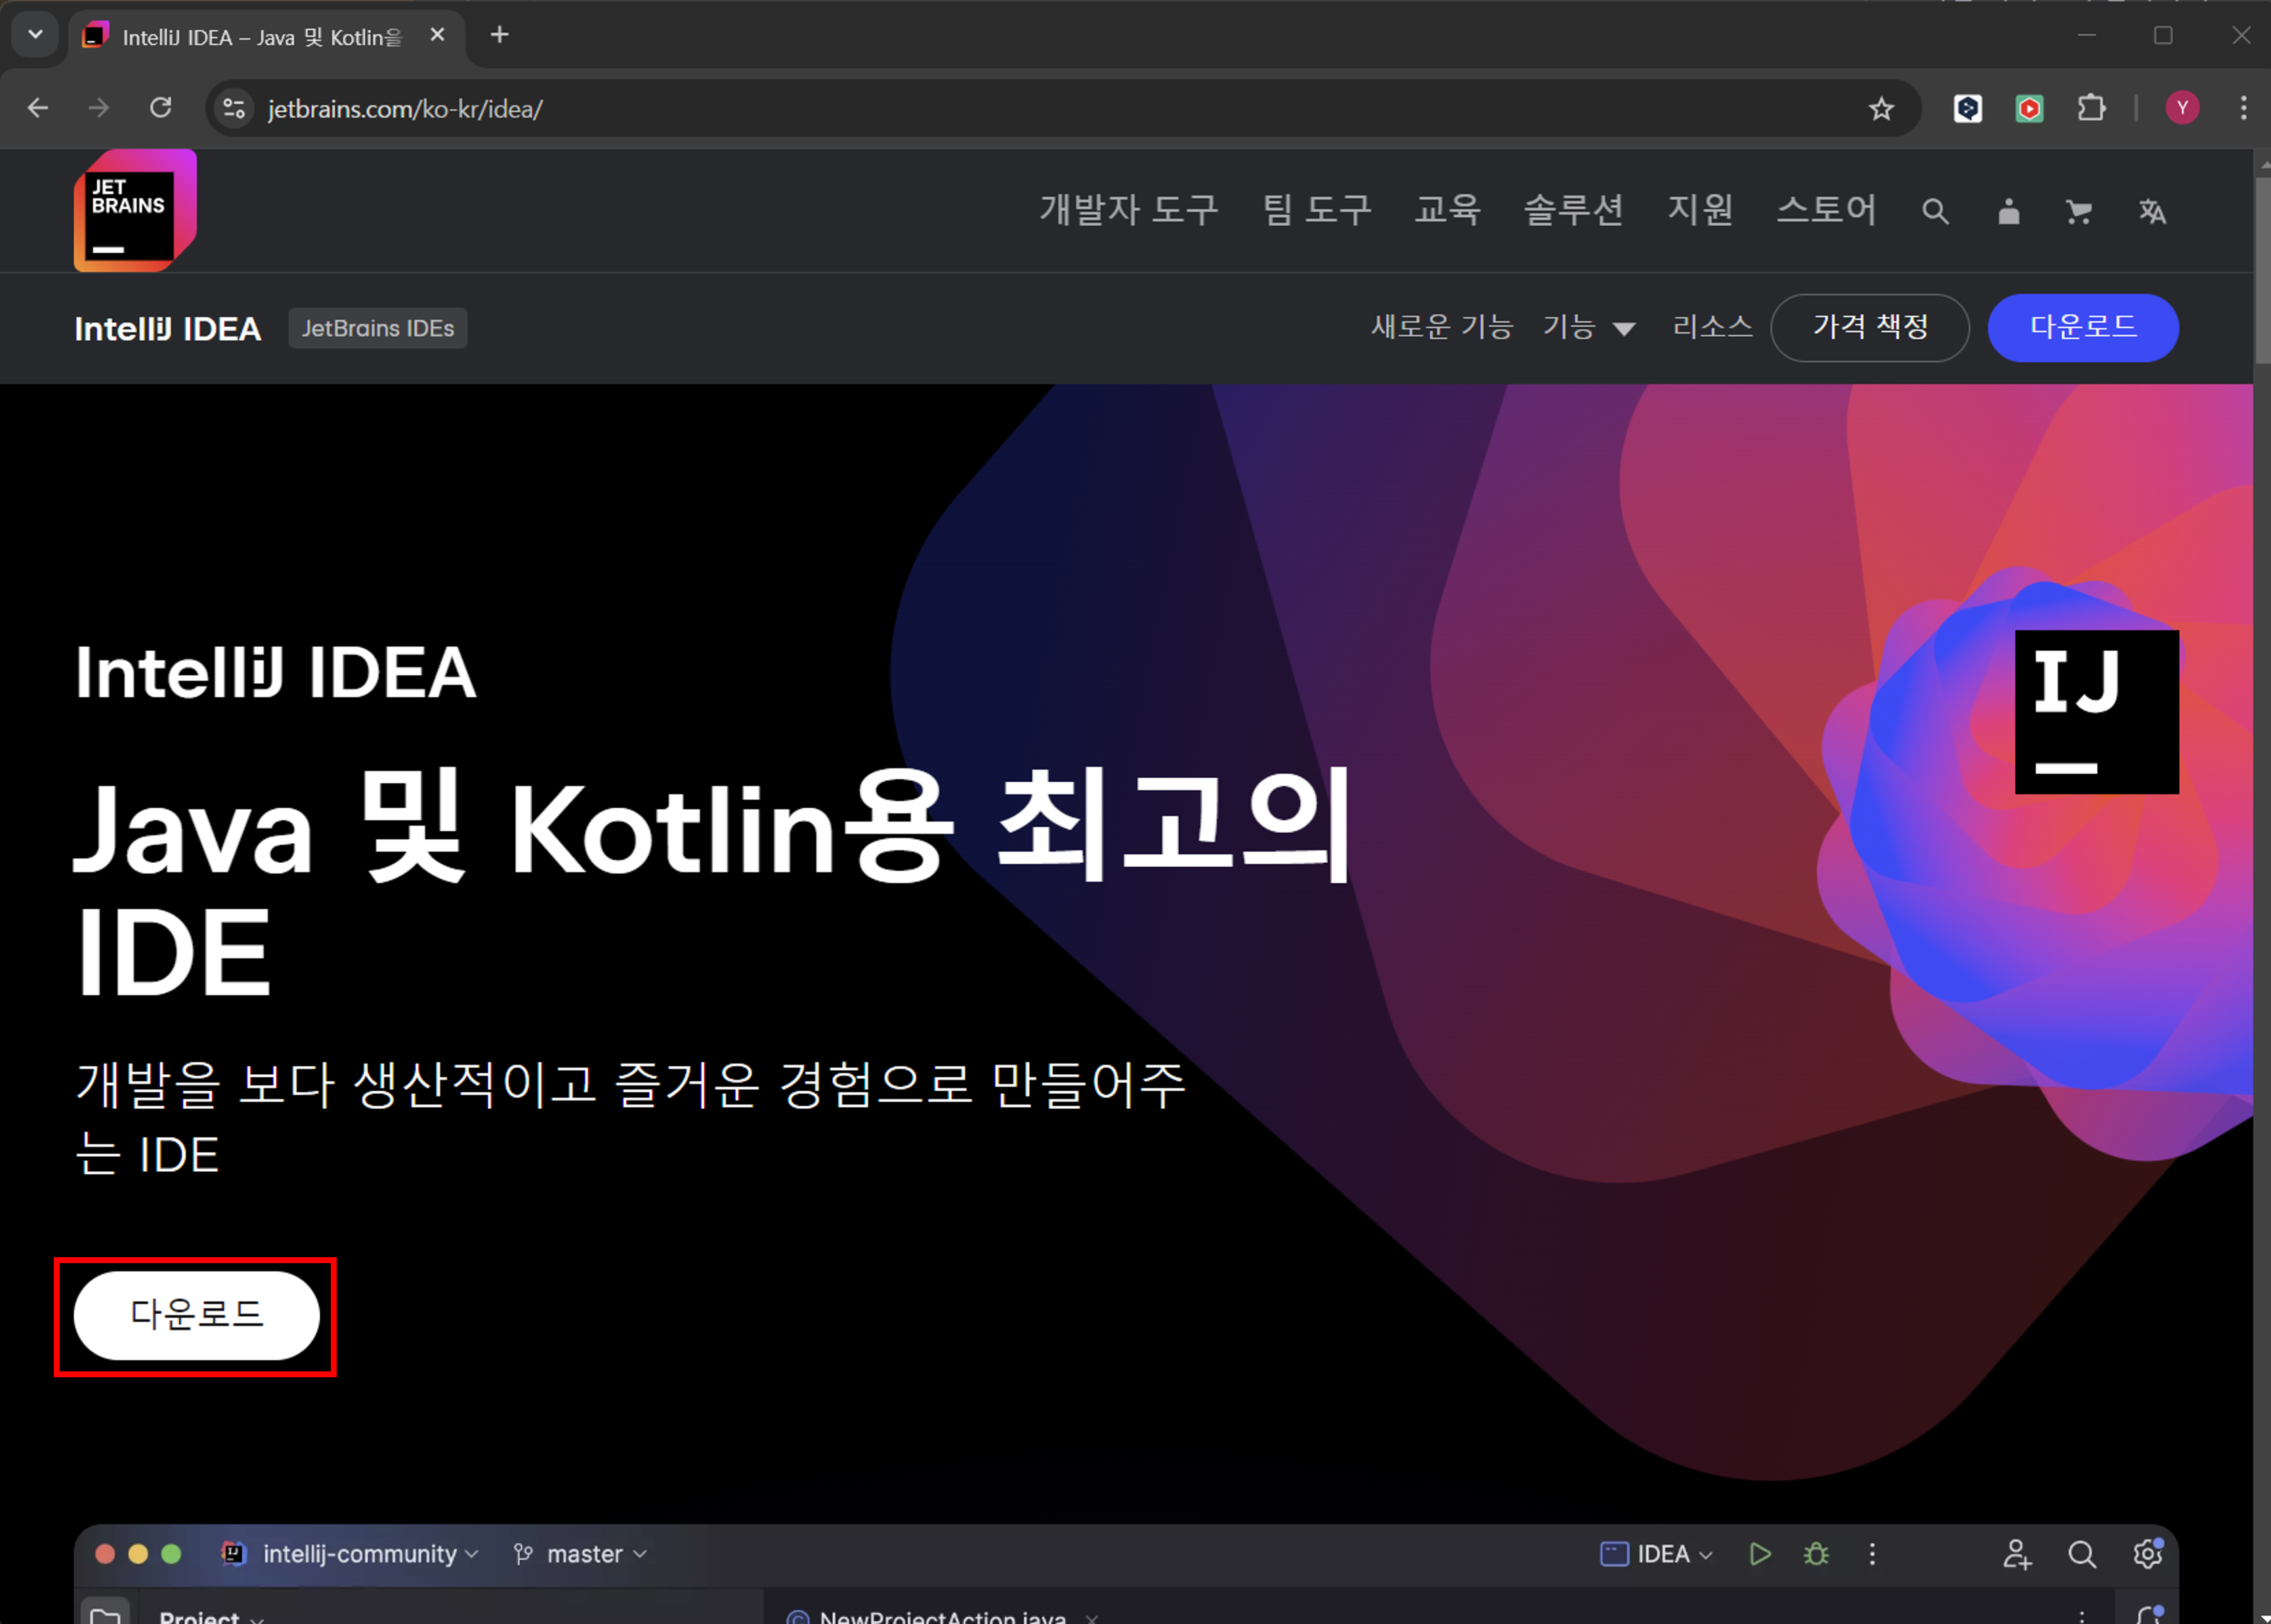 IntelliJ IDEA – Java 및 Kotlin을
jetbrains.com/ko-kr/idea/
Y
JET
BRAINS
개발자 도구 팀 도구 교육 솔루션 지원 스토어
IntelliJ IDEA JetBrains IDEs 새로운 기능 기능 리소스 가격 책정 다운로드
IntelliJ IDEA
IJ
Java 및 Kotlin용 최고의
IDE
개발을 보다 생산적이고 즐거운 경험으로 만들어주
는 IDE
다운로드
IJ intellij-community master IDEA
Project NewProjectAction.java